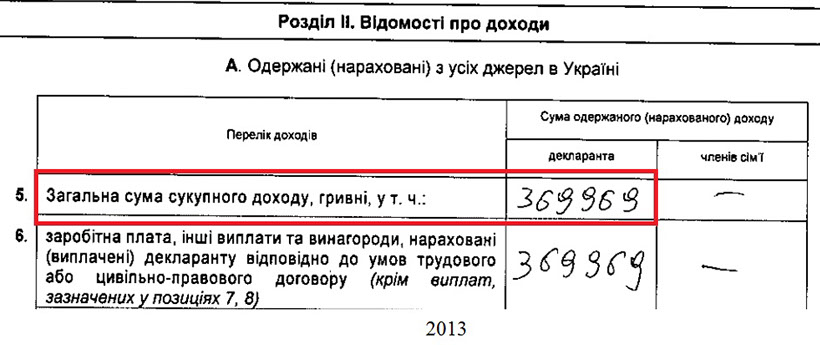 Розділ II. Відомості про доходи
А. Одержані (нараховані) з усіх джерел в Україні
Перелік доходів
Сума одержаного (нарахованого) доходу
декларанта
членів сім'ї
5. Загальна сума сукупного доходу, гривні, у т. ч.: 369969 —
6. заробітна плата, інші виплати та винагороди, нараховані
(виплачені) декларанту відповідно до умов трудового
або цивільно-правового договору (крім виплат,
зазначених у позиціях 7, 8)
369969 —
2013